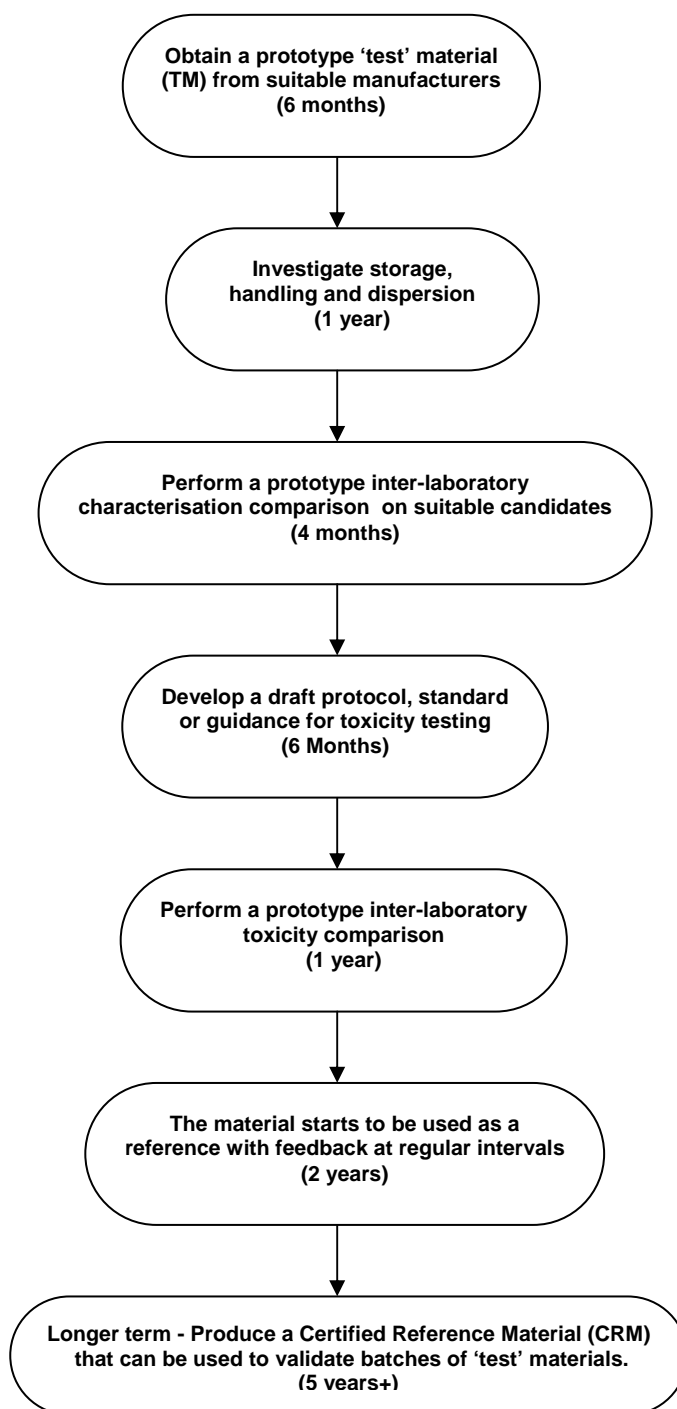 Obtain a prototype ‘test’ material
(TM) from suitable manufacturers
(6 months)
Investigate storage,
handling and dispersion
(1 year)
Perform a prototype inter-laboratory
characterisation comparison  on suitable candidates
(4 months)
Develop a draft protocol, standard
or guidance for toxicity testing
(6 Months)
Perform a prototype inter-laboratory
toxicity comparison
(1 year)
The material starts to be used as a
reference with feedback at regular intervals
(2 years)
Longer term - Produce a Certified Reference Material (CRM)
that can be used to validate batches of ‘test’ materials.
(5 years+)